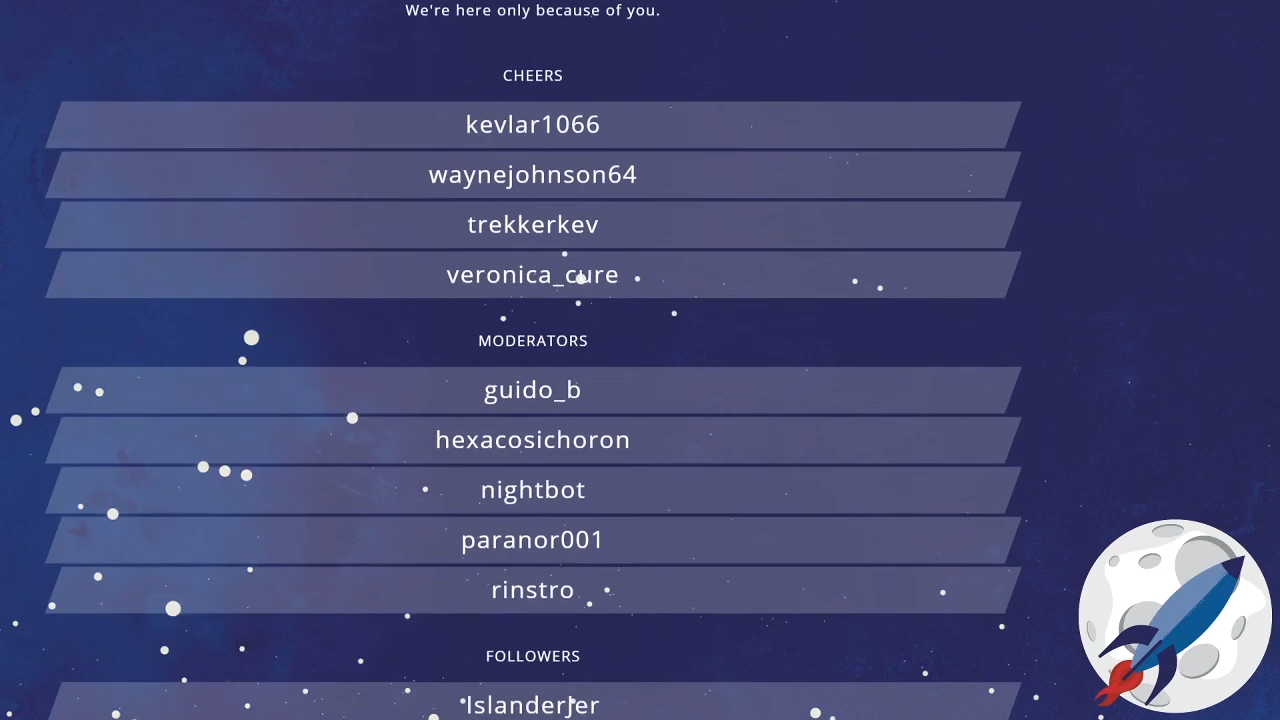 We're here only because of you.
CHEERS
kevlar1066
waynejohnson64
trekkerkev
veronica_cure
MODERATORS
guido_b
hexacosichoron
nightbot
paranor001
rinstro
FOLLOWERS
IslanderJer